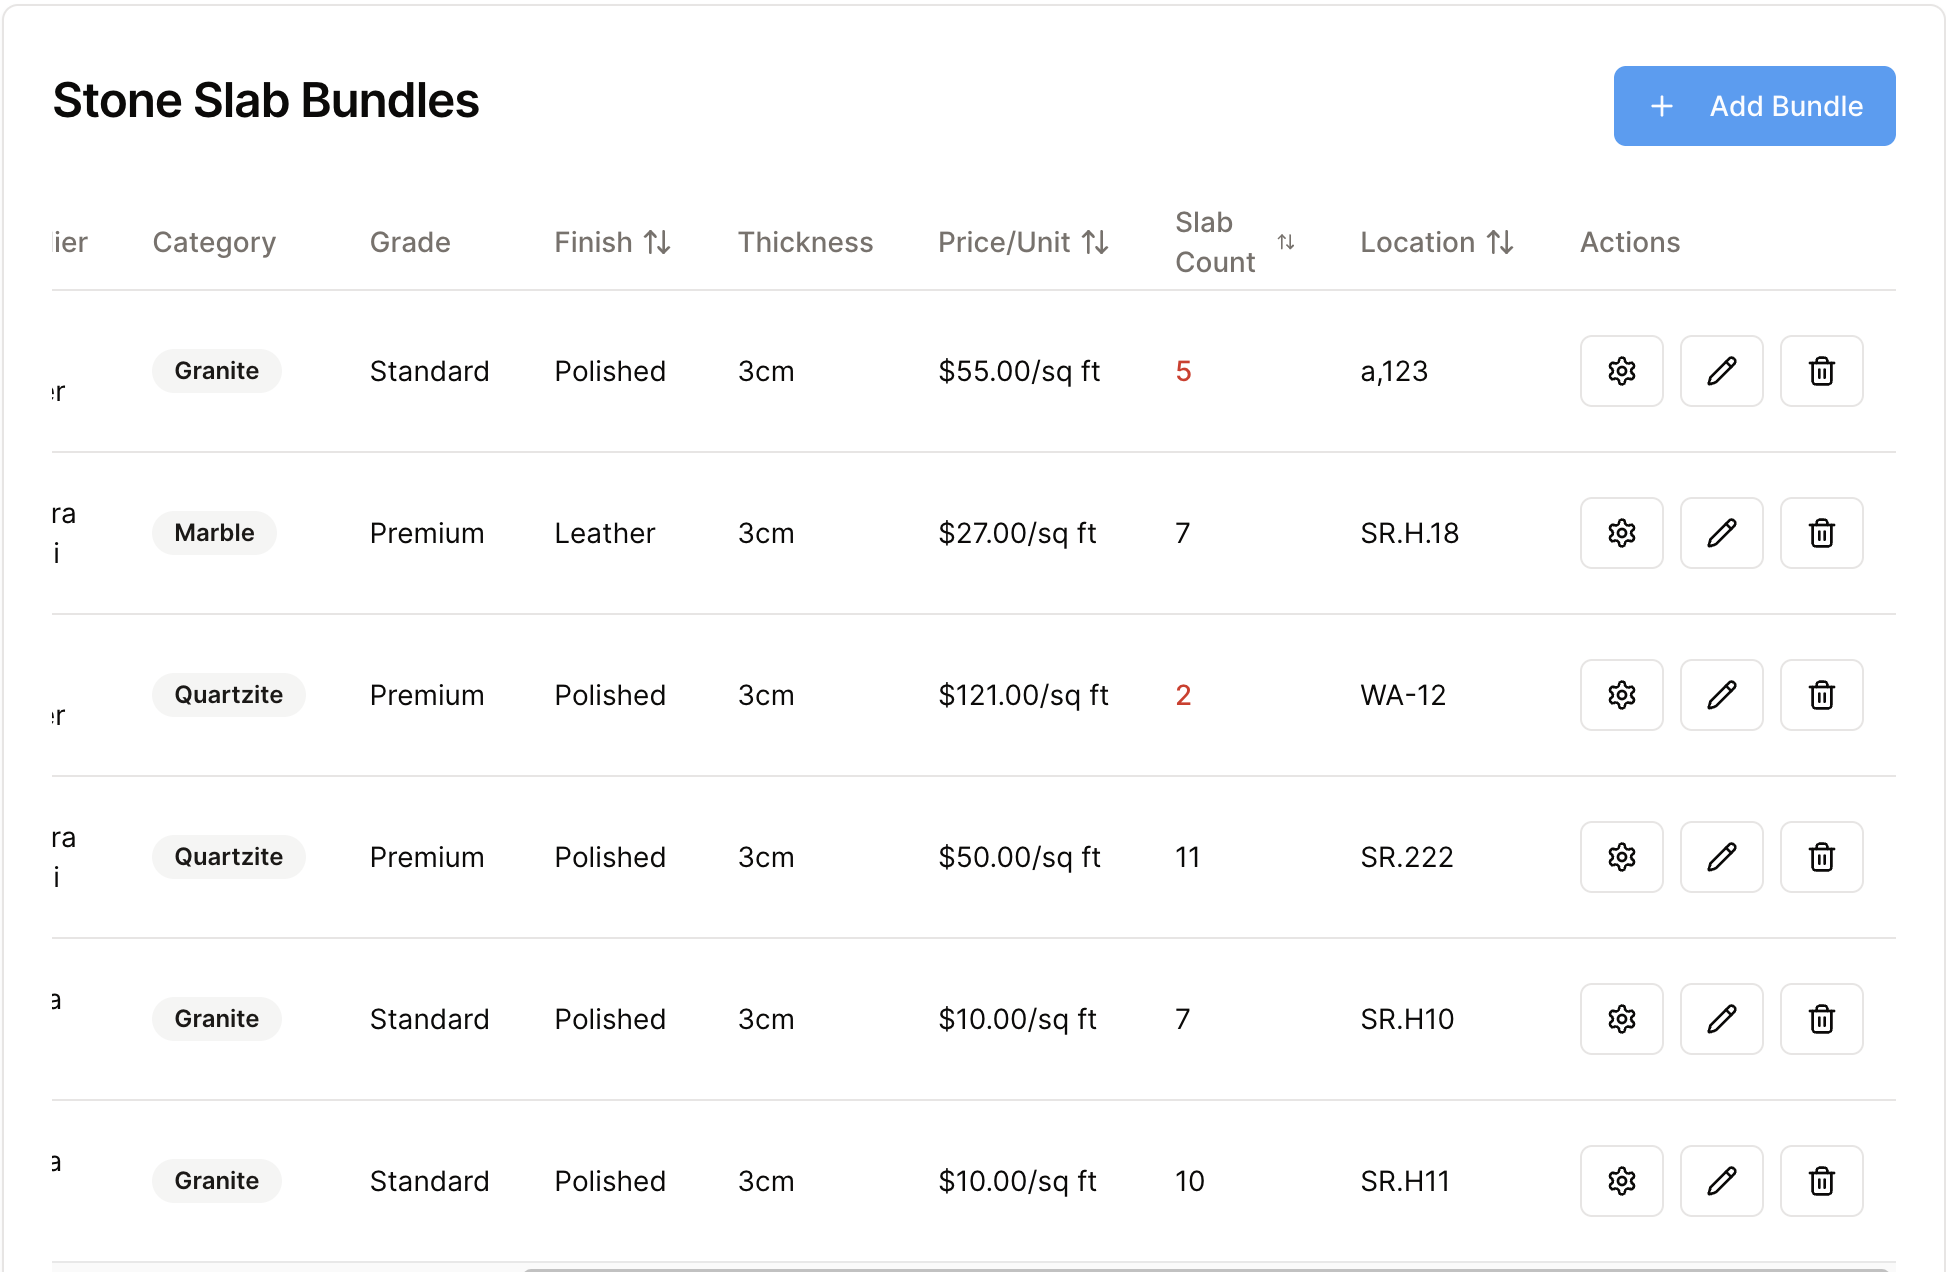 Stone Slab Bundles
Add Bundle
Category Grade Finish Thickness Price/Unit Slab Count Location Actions
Granite Standard Polished 3cm $55.00/sq ft 5 a,123
Marble Premium Leather 3cm $27.00/sq ft 7 SR.H.18
Quartzite Premium Polished 3cm $121.00/sq ft 2 WA-12
Quartzite Premium Polished 3cm $50.00/sq ft 11 SR.222
Granite Standard Polished 3cm $10.00/sq ft 7 SR.H10
Granite Standard Polished 3cm $10.00/sq ft 10 SR.H11